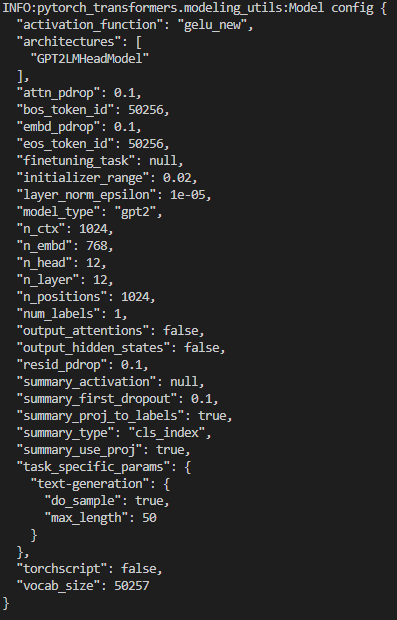 INFO:pytorch_transformers.modeling_utils:Model config {
  "activation_function": "gelu_new",
  "architectures": [
    "GPT2LMHeadModel"
  ],
  "attn_pdrop": 0.1,
  "bos_token_id": 50256,
  "embd_pdrop": 0.1,
  "eos_token_id": 50256,
  "finetuning_task": null,
  "initializer_range": 0.02,
  "layer_norm_epsilon": 1e-05,
  "model_type": "gpt2",
  "n_ctx": 1024,
  "n_embd": 768,
  "n_head": 12,
  "n_layer": 12,
  "n_positions": 1024,
  "num_labels": 1,
  "output_attentions": false,
  "output_hidden_states": false,
  "resid_pdrop": 0.1,
  "summary_activation": null,
  "summary_first_dropout": 0.1,
  "summary_proj_to_labels": true,
  "summary_type": "cls_index",
  "summary_use_proj": true,
  "task_specific_params": {
    "text-generation": {
      "do_sample": true,
      "max_length": 50
    }
  },
  "torchscript": false,
  "vocab_size": 50257
}